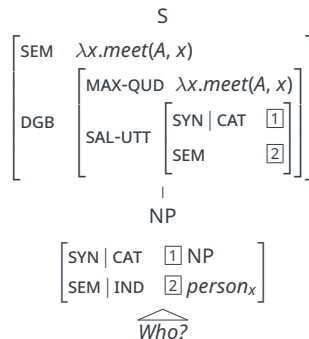 S
SEM λx.meet(A, x)
DGB MAX-QUD λx.meet(A, x)
SAL-UTT SYN | CAT 1
SEM 2
NP
SYN | CAT 1 NP
SEM | IND 2 personₓ
Who?